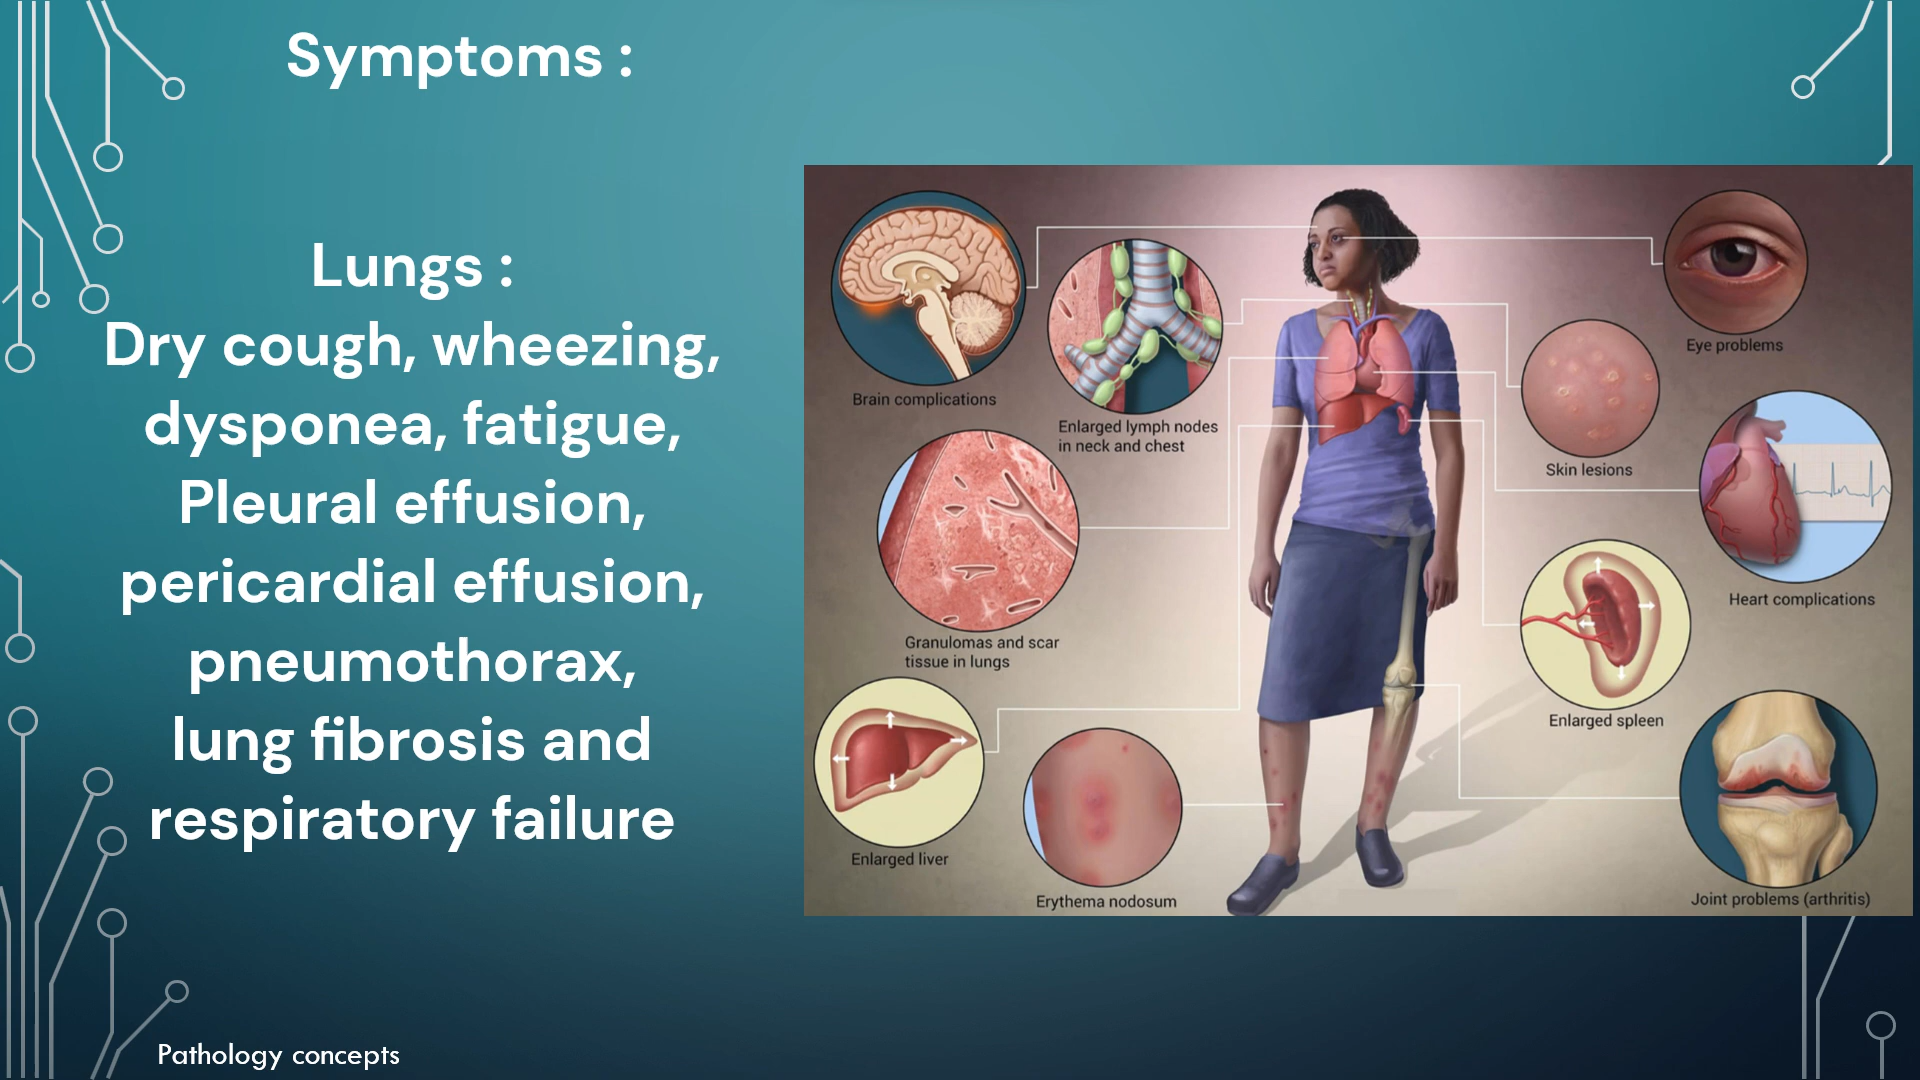 Symptoms :
Lungs :
Dry cough, wheezing,
dysponea, fatigue,
Pleural effusion,
pericardial effusion,
pneumothorax,
lung fibrosis and
respiratory failure
Brain complications
Enlarged lymph nodes
in neck and chest
Granulomas and scar
tissue in lungs
Enlarged liver
Erythema nodosum
Eye problems
Skin lesions
Heart complications
Enlarged spleen
Joint problems (arthritis)
Pathology concepts